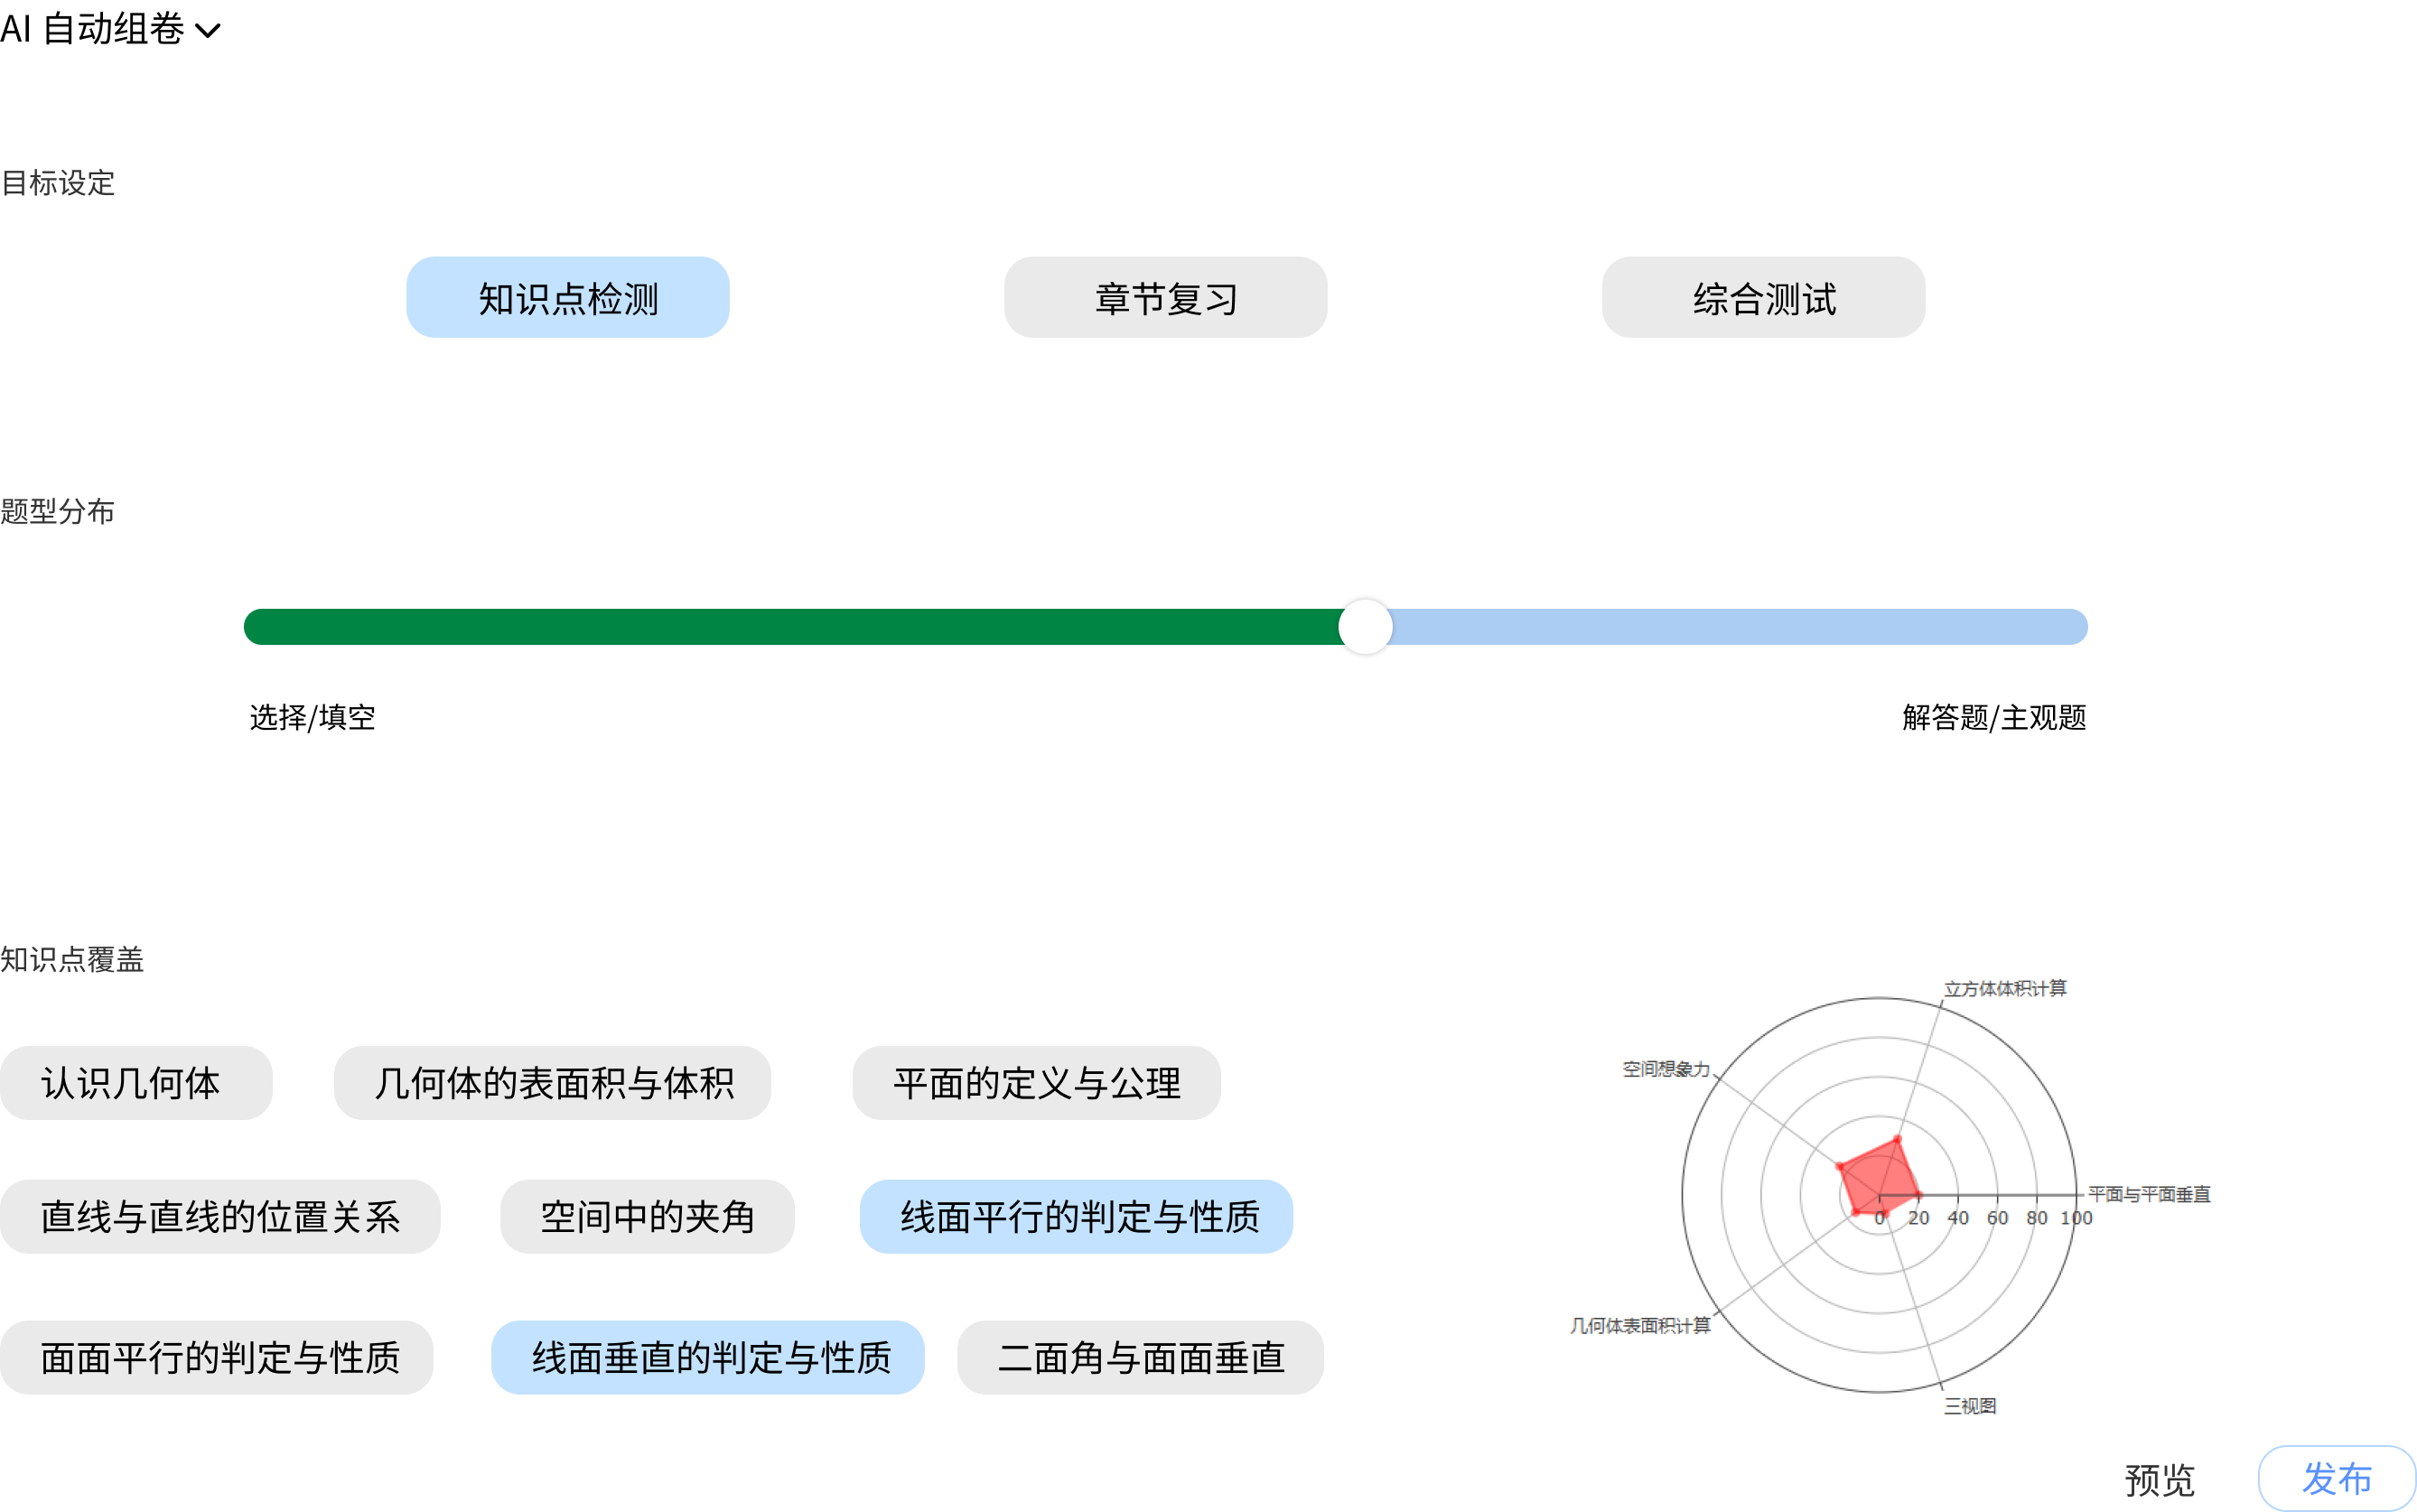 AI 自动组卷
目标设定
知识点检测
章节复习
综合测试
题型分布
选择/填空
解答题/主观题
知识点覆盖
认识几何体
几何体的表面积与体积
平面的定义与公理
直线与直线的位置关系
空间中的夹角
线面平行的判定与性质
面面平行的判定与性质
线面垂直的判定与性质
二面角与面面垂直
立方体体积计算
空间想象力
平面与平面垂直
0 20 40 60 80 100
几何体表面积计算
三视图
预览
发布